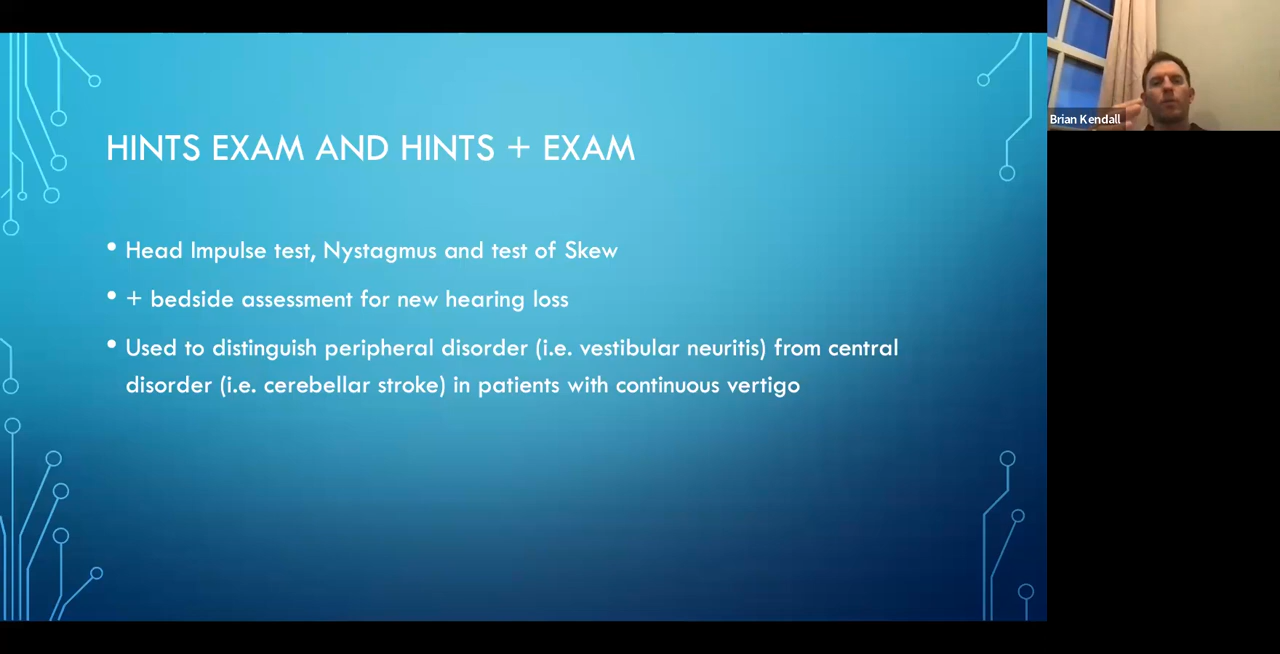 HINTS EXAM AND HINTS + EXAM
• Head Impulse test, Nystagmus and test of Skew
• + bedside assessment for new hearing loss
• Used to distinguish peripheral disorder (i.e. vestibular neuritis) from central
disorder (i.e. cerebellar stroke) in patients with continuous vertigo
Brian Kendall